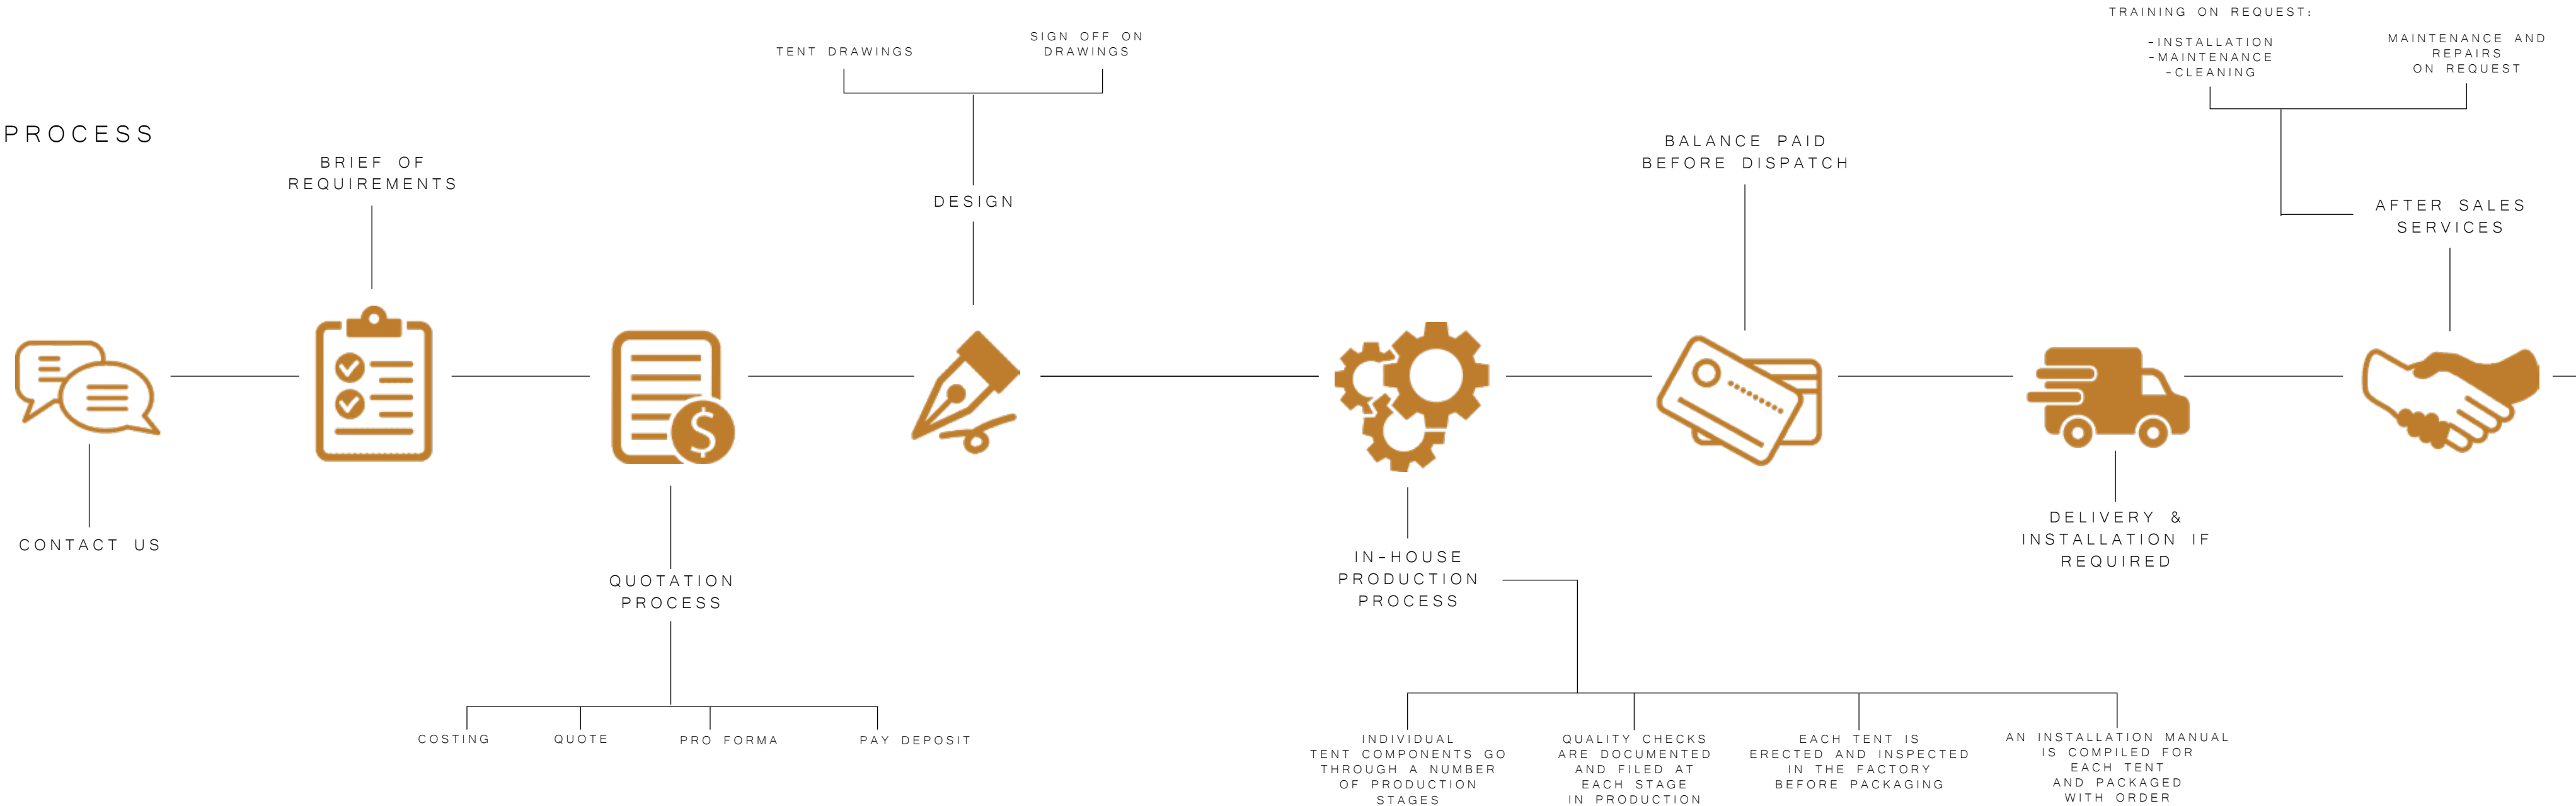 PROCESS
CONTACT US
BRIEF OF
REQUIREMENTS
QUOTATION
PROCESS
COSTING
QUOTE
PRO FORMA
PAY DEPOSIT
TENT DRAWINGS
SIGN OFF ON
DRAWINGS
DESIGN
IN-HOUSE
PRODUCTION
PROCESS
INDIVIDUAL
TENT COMPONENTS GO
THROUGH A NUMBER
OF PRODUCTION
STAGES
QUALITY CHECKS
ARE DOCUMENTED
AND FILED AT
EACH STAGE
IN PRODUCTION
EACH TENT IS
ERECTED AND INSPECTED
IN THE FACTORY
BEFORE PACKAGING
AN INSTALLATION MANUAL
IS COMPILED FOR
EACH TENT
AND PACKAGED
WITH ORDER
BALANCE PAID
BEFORE DISPATCH
DELIVERY &
INSTALLATION IF
REQUIRED
TRAINING ON REQUEST:
-INSTALLATION
-MAINTENANCE
-CLEANING
MAINTENANCE AND
REPAIRS
ON REQUEST
AFTER SALES
SERVICES
$